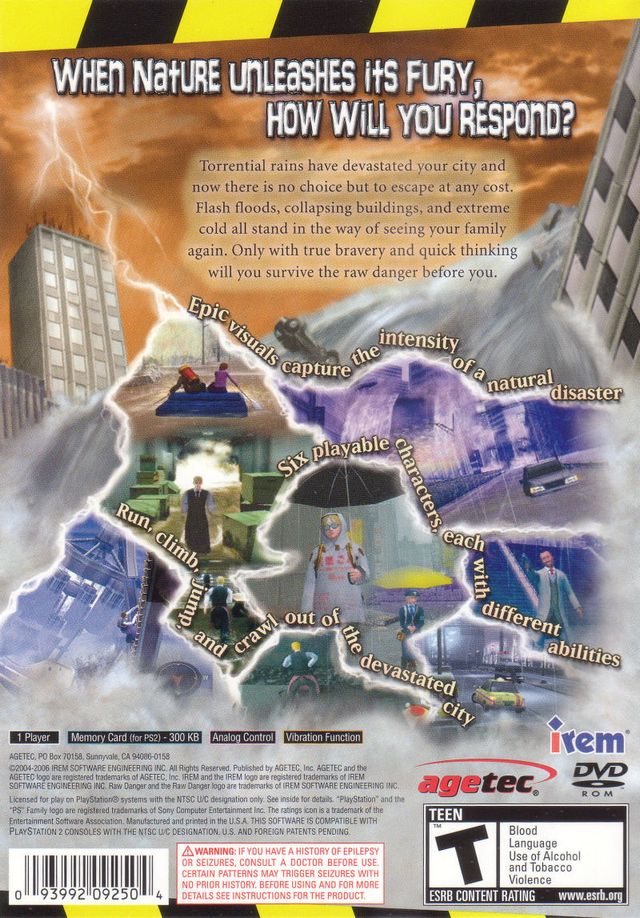 WHEN NATURE UNLEASHES ITS FURY,
HOW WILL YOU RESPOND?
Torrential rains have devastated your city and
now there is no choice but to escape at any cost.
Flash floods, collapsing buildings, and extreme
cold all stand in the way of seeing your family
again. Only with true bravery and quick thinking
will you survive the raw danger before you.
Epic visuals capture the intensity of a natural disaster
Six playable characters, each with different abilities
Run, climb, jump, and crawl out of the devastated city
1 Player
Memory Card (for PS2) - 300 KB
Analog Control
Vibration Function
irem®
AGETEC, PO Box 70158, Sunnyvale, CA 94086-0158
©2004-2006 IREM SOFTWARE ENGINEERING INC. All Rights Reserved. Published by AGETEC, Inc. AGETEC and the
AGETEC logo are registered trademarks of AGETEC, Inc. IREM and the IREM logo are registered trademarks of IREM
SOFTWARE ENGINEERING INC. Raw Danger and the Raw Danger logo are trademarks of IREM SOFTWARE ENGINEERING INC.
Licensed for play on PlayStation® systems with the NTSC U/C designation only. See inside for details. "PlayStation" and the
"PS" Family logo are registered trademarks of Sony Computer Entertainment Inc. The ratings icon is a trademark of the
Entertainment Software Association. Manufactured and printed in the U.S.A. THIS SOFTWARE IS COMPATIBLE WITH
PLAYSTATION 2 CONSOLES WITH THE NTSC U/C DESIGNATION. U.S. AND FOREIGN PATENTS PENDING.
agetec®
DVD
ROM
0 93992 09250 4
WARNING: IF YOU HAVE A HISTORY OF EPILEPSY
OR SEIZURES, CONSULT A DOCTOR BEFORE USE.
CERTAIN PATTERNS MAY TRIGGER SEIZURES WITH
NO PRIOR HISTORY. BEFORE USING AND FOR MORE
DETAILS SEE INSTRUCTIONS FOR THE PRODUCT.
TEEN
T
TM
Blood
Language
Use of Alcohol
and Tobacco
Violence
ESRB CONTENT RATING www.esrb.org